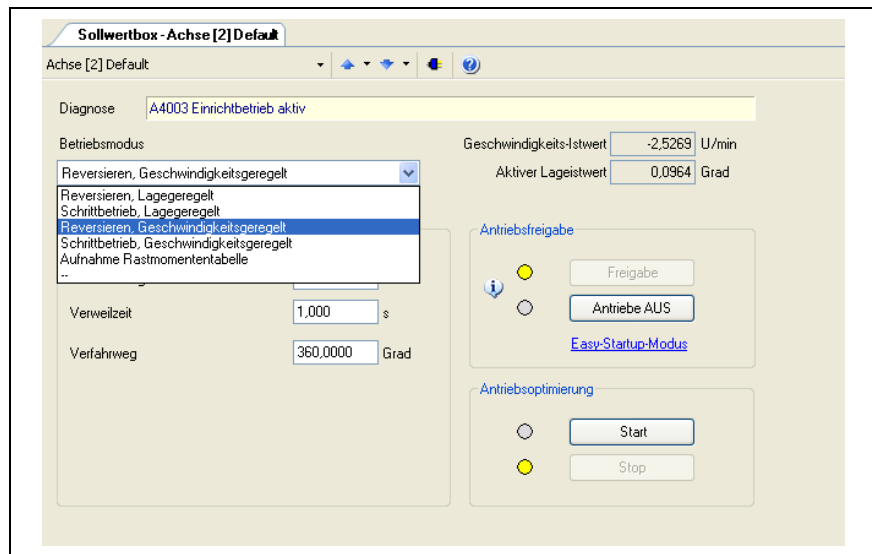 Sollwertbox - Achse [2] Default
Achse [2] Default
Diagnose A4003 Einrichtbetrieb aktiv
Betriebsmodus
Geschwindigkeits-Istwert -2,5269 U/min
Reversieren, Geschwindigkeitsgeregelt
Aktiver Lageistwert 0,0964 Grad
Reversieren, Lagegeregelt
Schrittbetrieb, Lagegeregelt
Reversieren, Geschwindigkeitsgeregelt
Schrittbetrieb, Geschwindigkeitsgeregelt
Aufnahme Rastmomententabelle
--
Antriebsfreigabe
Freigabe
Verweilzeit 1,000 s
Antriebe AUS
Easy-Startup-Modus
Verfahrweg 360,0000 Grad
Antriebsoptimierung
Start
Stop